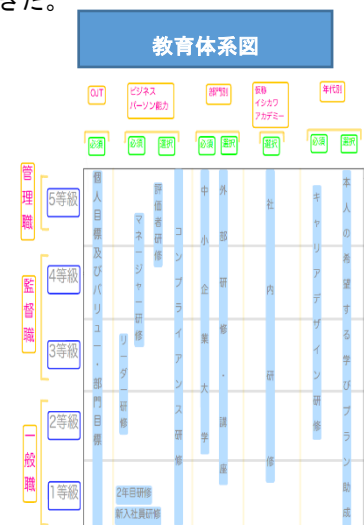 きた。
教育体系図
OJT
ビジネス
パーソン能力
部門別
仮称
イシカワ
アカデミー
年代別
必須
必須
選択
必須
選択
選択
必須
選択
管理職
監督職
一般職
5等級
4等級
3等級
2等級
1等級
個人目標及びバリュー・部門目標
リーダー研修
マネージャー研修
評価者研修
コンプライアンス研修
中小企業大学
外部研修・講座
社内研修
キャリアデザイン研修
本人の希望する学びプラン助成
2年目研修
新入社員研修